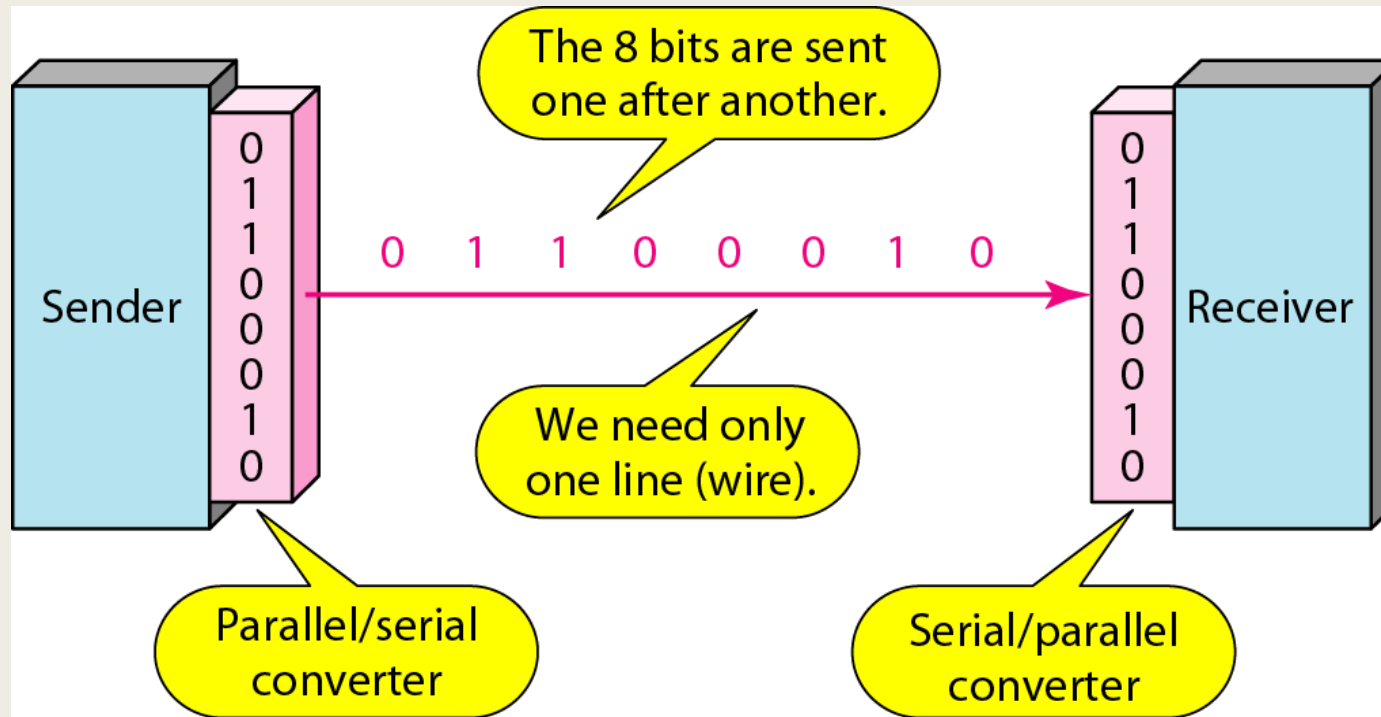 The 8 bits are sent
one after another.
0
1
1
0
0
0
1
0
0 1 1 0 0 0 1 0
0
1
1
0
0
0
1
0
Sender
Receiver
We need only
one line (wire).
Parallel/serial
converter
Serial/parallel
converter